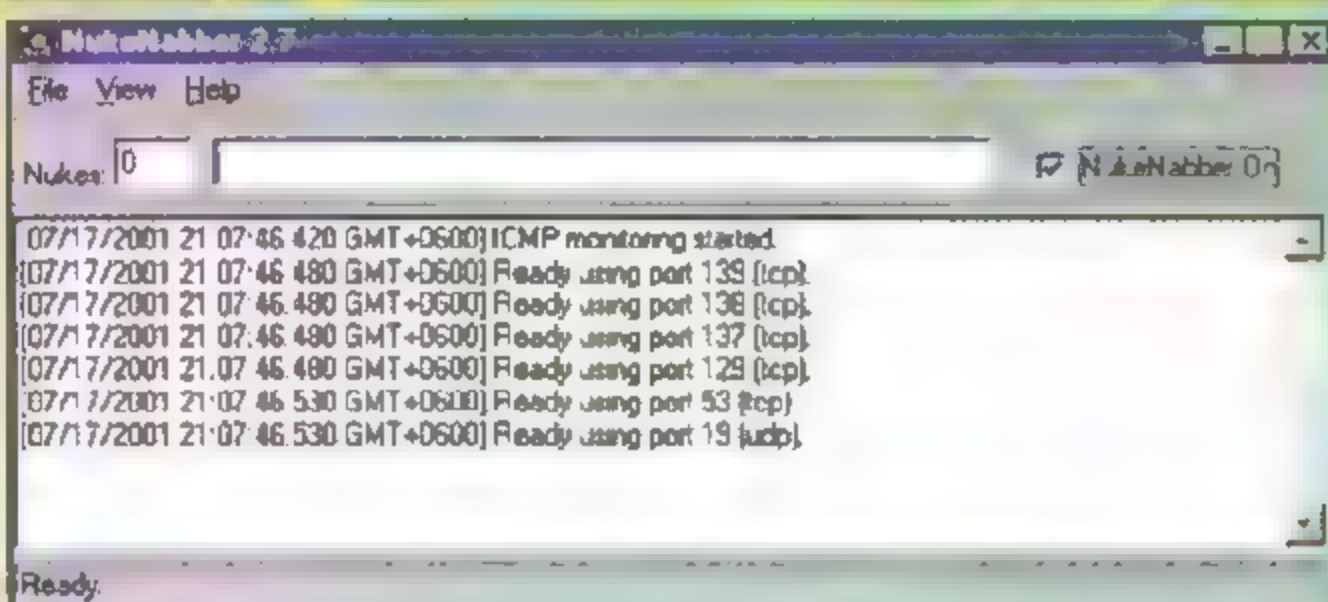 NukeNabber 2.7
File View Help
Nukes: 0
NukeNabber On
[07/17/2001 21:07:46.420 GMT+0600] ICMP monitoring started.
[07/17/2001 21:07:46.480 GMT+0600] Ready using port 139 (tcp).
[07/17/2001 21:07:46.480 GMT+0600] Ready using port 138 (tcp).
[07/17/2001 21:07:46.480 GMT+0600] Ready using port 137 (tcp).
[07/17/2001 21:07:46.480 GMT+0600] Ready using port 129 (tcp).
[07/17/2001 21:07:46.530 GMT+0600] Ready using port 53 (tcp).
[07/17/2001 21:07:46.530 GMT+0600] Ready using port 19 (udp).
Ready.